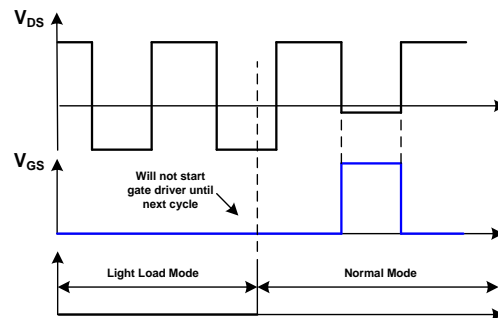 VDS
VGS
Will not start
gate driver until
next cycle
Light Load Mode
Normal Mode